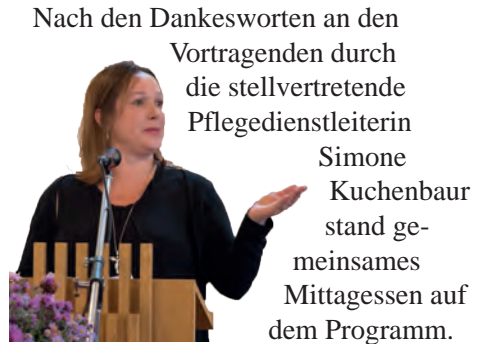 Nach den Dankesworten an den
Vortragenden durch
die stellvertretende
Pflegedienstleiterin
Simone
Kuchenbaur
stand ge-
meinsames
Mittagessen auf
dem Programm.